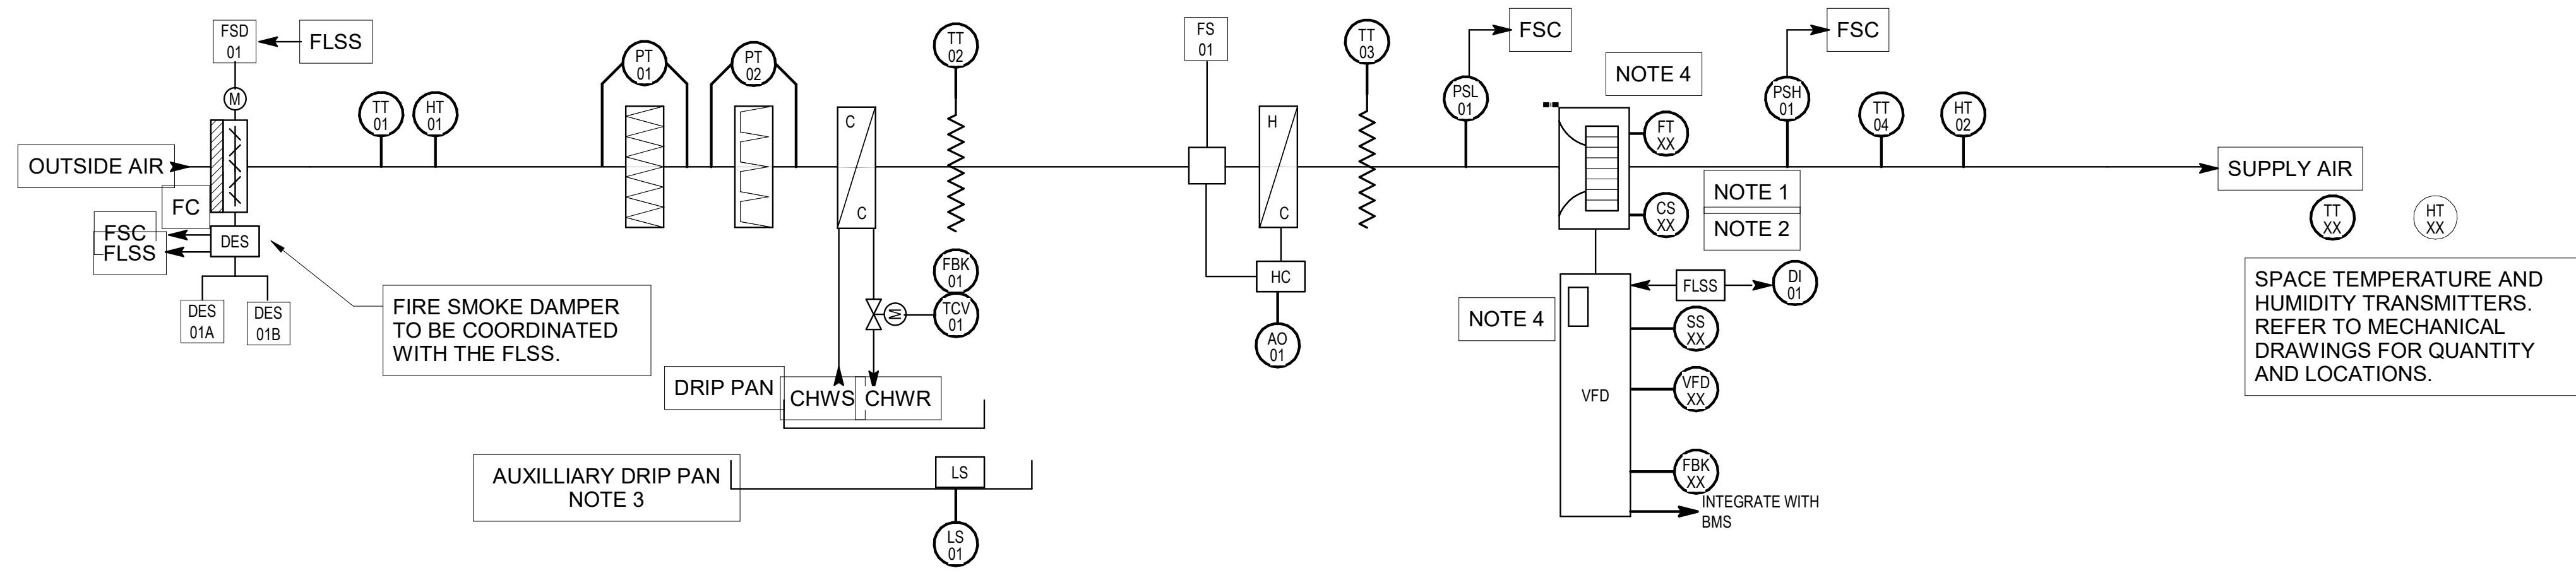 FSD
01
FLSS
M
OUTSIDE AIR
FC
FSC
FLSS
DES
DES
01A
DES
01B
FIRE SMOKE DAMPER
TO BE COORDINATED
WITH THE FLSS.
TT
01
HT
01
PT
01
PT
02
C
C
TT
02
FBK
01
M
TCV
01
DRIP PAN
CHWS
CHWR
AUXILLIARY DRIP PAN
NOTE 3
LS
LS
01
FS
01
H
C
HC
AO
01
TT
03
PSL
01
FSC
NOTE 4
FT
XX
CS
XX
NOTE 1
NOTE 2
PSH
01
FSC
TT
04
HT
02
NOTE 4
VFD
FLSS
DI
01
SS
XX
VFD
XX
FBK
XX
INTEGRATE WITH
BMS
SUPPLY AIR
TT
XX
HT
XX
SPACE TEMPERATURE AND
HUMIDITY TRANSMITTERS.
REFER TO MECHANICAL
DRAWINGS FOR QUANTITY
AND LOCATIONS.